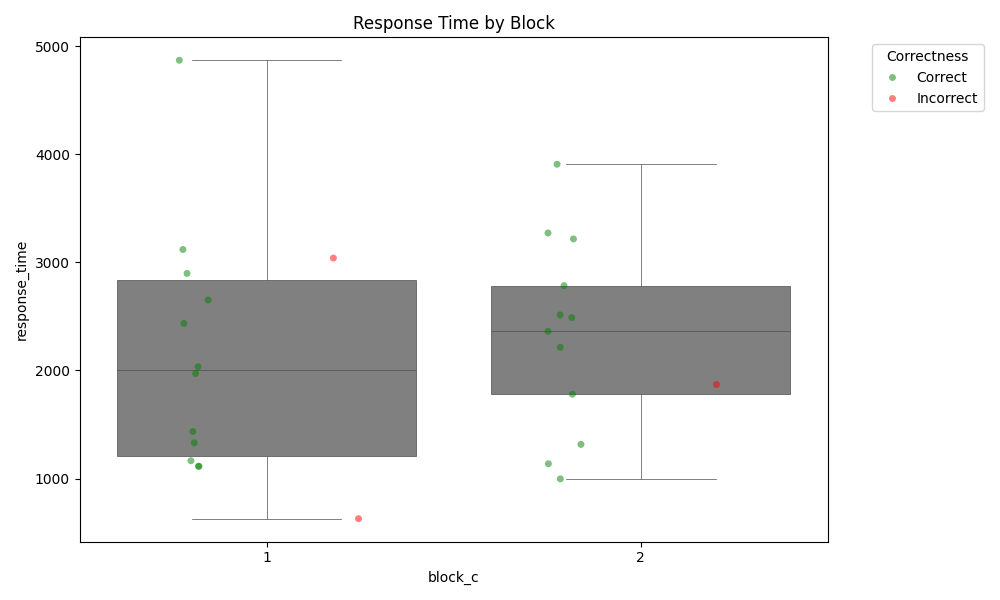 Response Time by Block
Correctness
Correct
Incorrect
5000
4000
3000
2000
1000
response_time
1
2
block_c